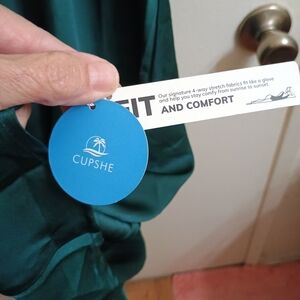 FIT
Our signature 4-way stretch fabrics fit like a glove
and help you stay comfy from sunrise to sunset.
AND COMFORT
CUPSHE